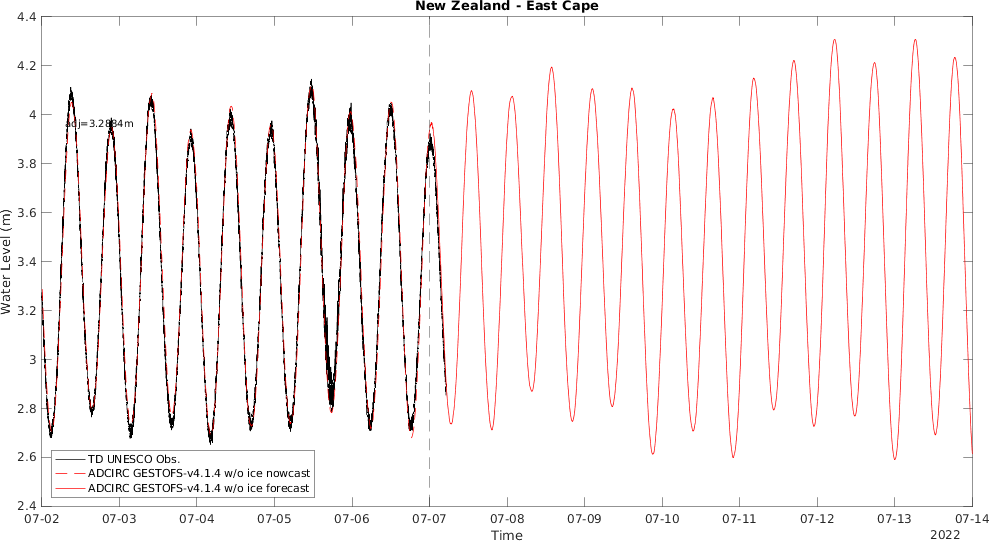 New Zealand - East Cape
4.4
4.2
4
3.8
3.6
3.4
3.2
3
2.8
2.6
2.4
Water Level (m)
adj=3.2884m
TD UNESCO Obs.
ADCIRC GESTOFS-v4.1.4 w/o ice nowcast
ADCIRC GESTOFS-v4.1.4 w/o ice forecast
07-02 07-03 07-04 07-05 07-06 07-07 07-08 07-09 07-10 07-11 07-12 07-13 07-14
Time
2022